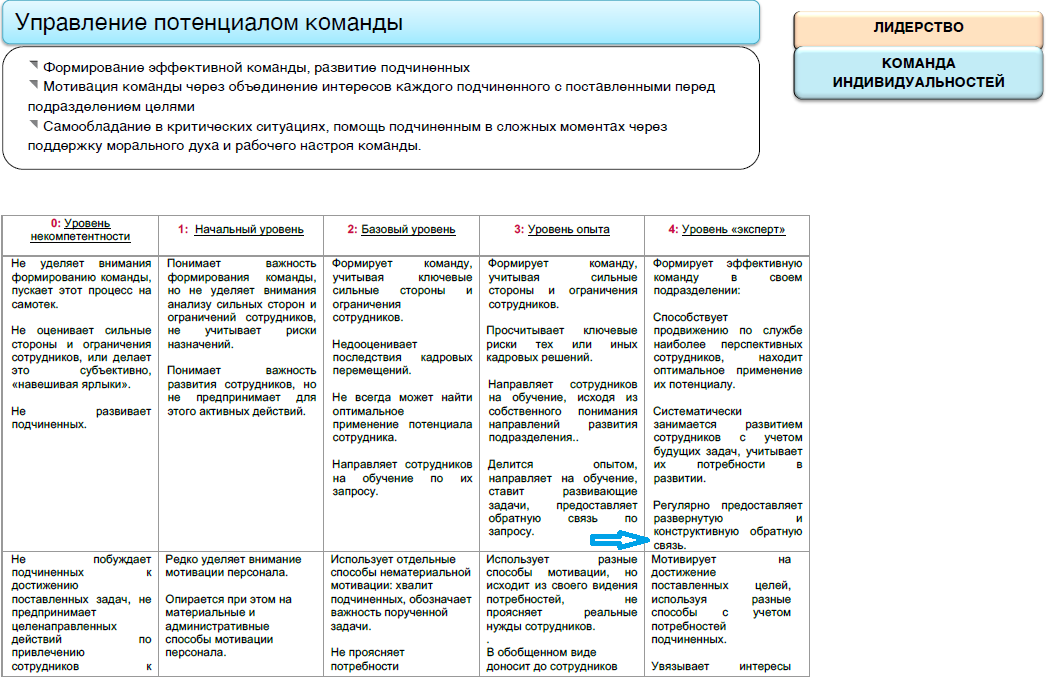 Управление потенциалом команды
ЛИДЕРСТВО
КОМАНДА
ИНДИВИДУАЛЬНОСТЕЙ
Формирование эффективной команды, развитие подчиненных
Мотивация команды через объединение интересов каждого подчиненного с поставленными перед
подразделением целями
Самообладание в критических ситуациях, помощь подчиненным в сложных моментах через
поддержку морального духа и рабочего настроя команды.
0: Уровень
некомпетентности
1: Начальный уровень
2: Базовый уровень
3: Уровень опыта
4: Уровень «эксперт»
Не уделяет внимания
формированию команды,
пускает этот процесс на
самотек.
Не оценивает сильные
стороны и ограничения
сотрудников, или делает
это субъективно,
«навешивая ярлыки».
Не развивает
подчиненных.
Понимает важность
формирования команды,
но не уделяет внимания
анализу сильных сторон и
ограничений сотрудников,
не учитывает риски
назначений.
Понимает важность
развития сотрудников, но
не предпринимает для
этого активных действий.
Формирует команду,
учитывая ключевые
сильные стороны и
ограничения
сотрудников.
Недооценивает
последствия кадровых
перемещений.
Не всегда может найти
оптимальное
применение потенциала
сотрудника.
Направляет сотрудников
на обучение по их
запросу.
Формирует команду,
учитывая сильные
стороны и ограничения
сотрудников.
Просчитывает ключевые
риски тех или иных
кадровых решений.
Направляет сотрудников
на обучение, исходя из
собственного понимания
направлений развития
подразделения..
Делится опытом,
направляет на обучение,
ставит развивающие
задачи, предоставляет
обратную связь по
запросу.
Формирует эффективную
команду в своем
подразделении:
Способствует
продвижению по службе
наиболее перспективных
сотрудников, находит
оптимальное применение
их потенциалу.
Систематически
занимается развитием
сотрудников с учетом
будущих задач, учитывает
их потребности в
развитии.
Регулярно предоставляет
развернутую и
конструктивную обратную
связь.
Не побуждает
подчиненных к
достижению
поставленных задач, не
предпринимает
целенаправленных
действий по
привлечению
сотрудников к
Редко уделяет внимание
мотивации персонала.
Опирается при этом на
материальные и
административные
способы мотивации
персонала.
Использует отдельные
способы нематериальной
мотивации: хвалит
подчиненных, обозначает
важность порученной
задачи.
Не проясняет
потребности
Использует разные
способы мотивации, но
исходит из своего видения
потребностей, не
проясняет реальные
нужды сотрудников.
.
В обобщенном виде
доносит до сотрудников
Мотивирует на
достижение
поставленных целей,
используя разные
способы с учетом
потребностей
подчиненных.
Увязывает интересы